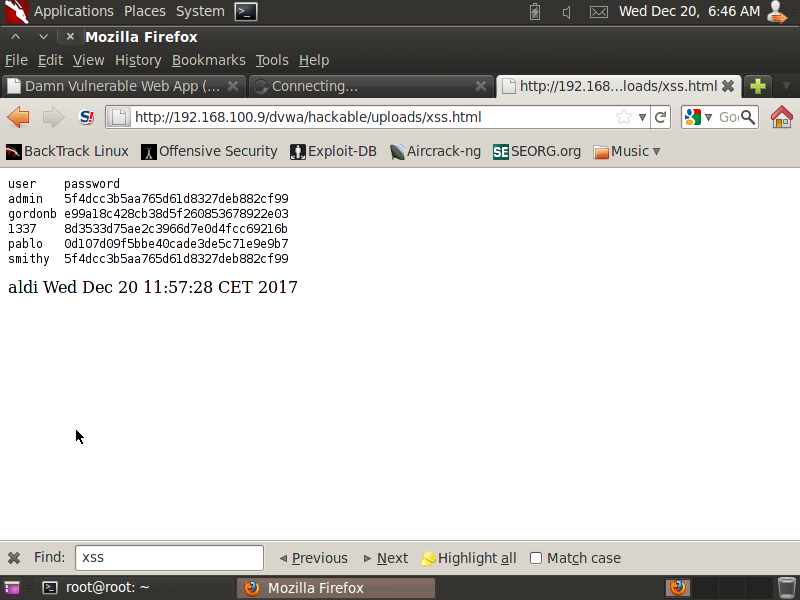 Applications Places System Wed Dec 20, 6:46 AM
Mozilla Firefox
File Edit View History Bookmarks Tools Help
Damn Vulnerable Web App (... Connecting... http://192.168...loads/xss.html
http://192.168.100.9/dvwa/hackable/uploads/xss.html Goo
BackTrack Linux Offensive Security Exploit-DB Aircrack-ng SEORG.org Music
user password
admin 5f4dcc3b5aa765d61d8327deb882cf99
gordonb e99a18c428cb38d5f260853678922e03
1337 8d3533d75ae2c3966d7e0d4fcc69216b
pablo 0d107d09f5bbe40cade3de5c71e9e9b7
smithy 5f4dcc3b5aa765d61d8327deb882cf99
aldi Wed Dec 20 11:57:28 CET 2017
Find: xss Previous Next Highlight all Match case
root@root: ~ Mozilla Firefox